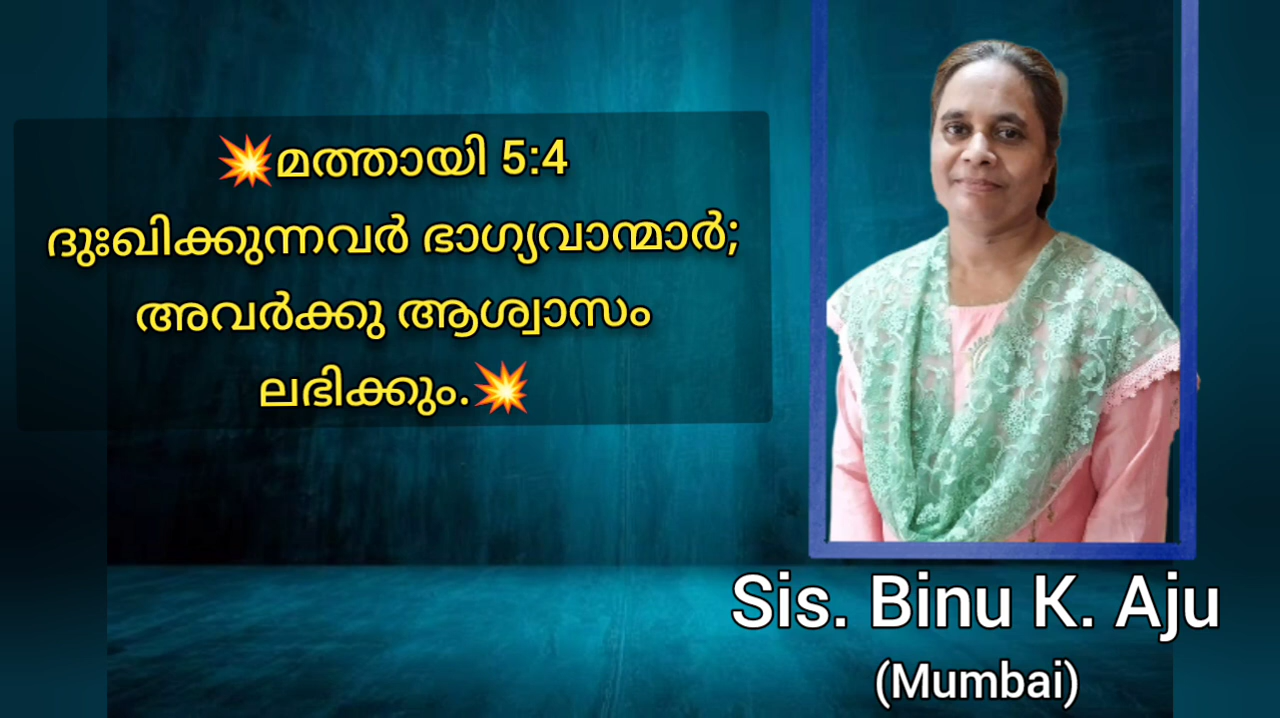 💥മത്തായി 5:4
ദുഃഖിക്കുന്നവർ ഭാഗ്യവാന്മാർ;
അവർക്കു ആശ്വാസം
ലഭിക്കും.💥
Sis. Binu K. Aju
(Mumbai)